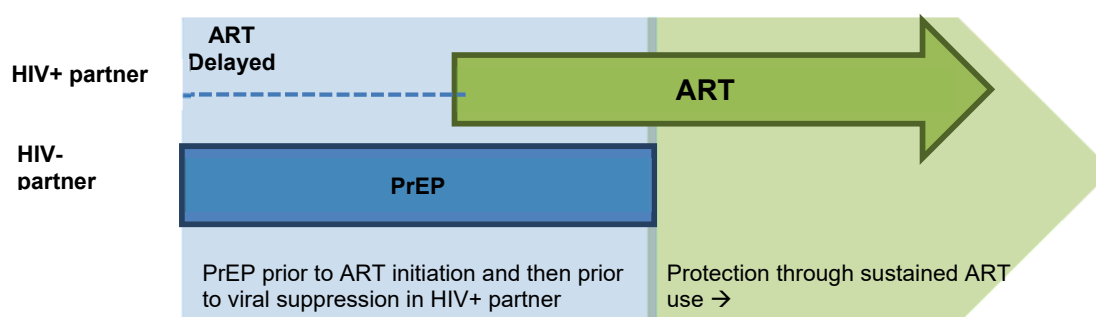 ART
Delayed
HIV+ partner
ART
HIV-
partner
PrEP
PrEP prior to ART initiation and then prior
to viral suppression in HIV+ partner
Protection through sustained ART
use →